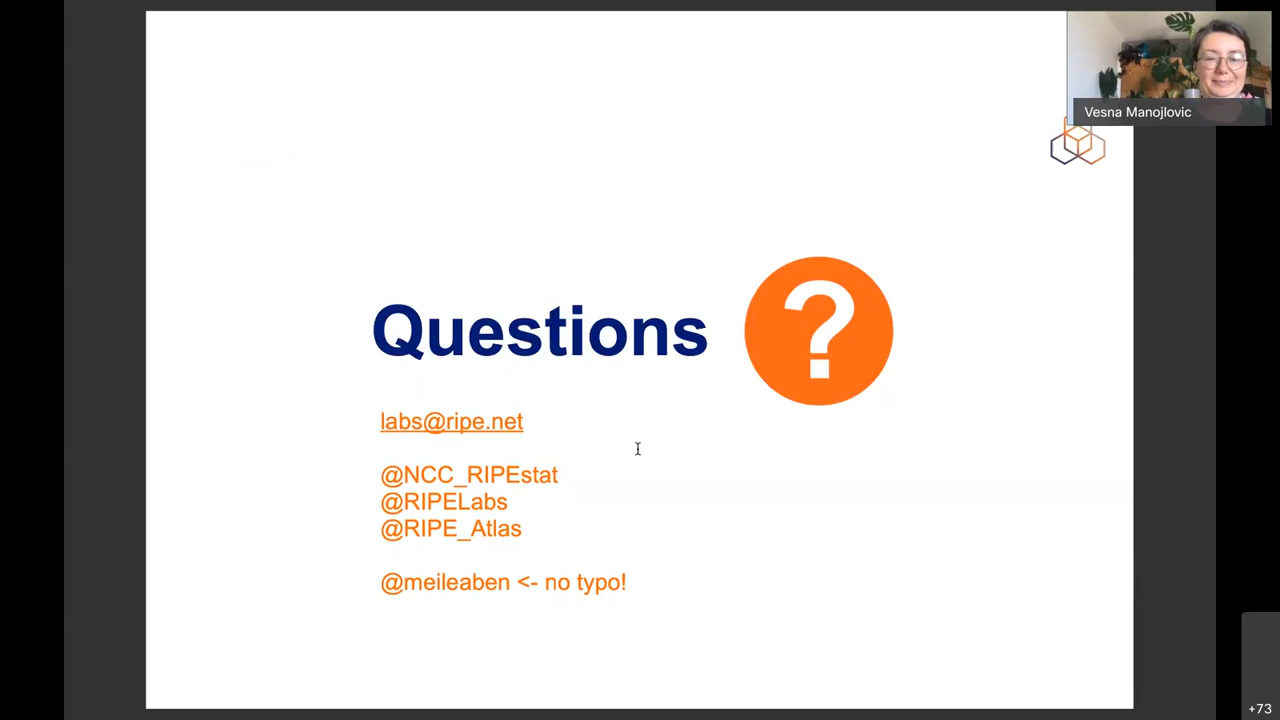 Vesna Manojlovic
Questions ?
labs@ripe.net
@NCC_RIPEstat
@RIPELabs
@RIPE_Atlas
@meileaben <- no typo!
+73